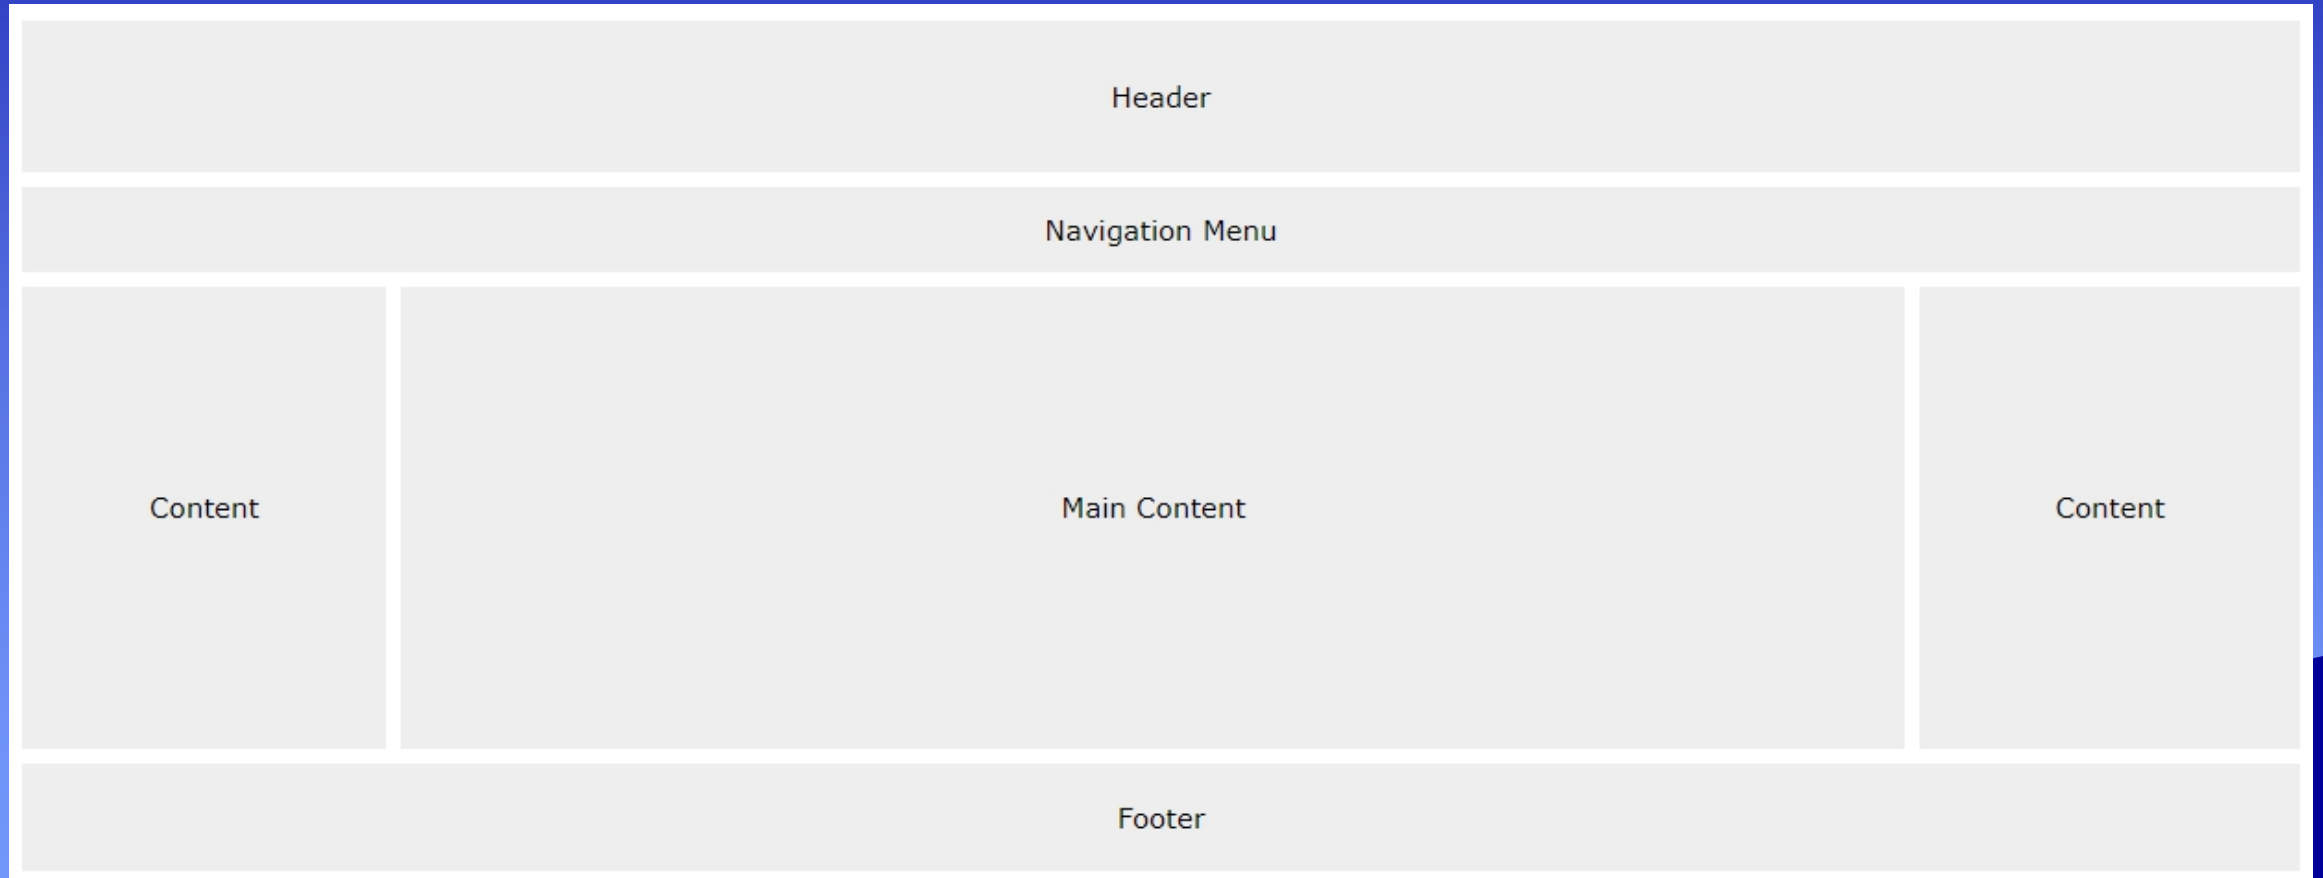 Header
Navigation Menu
Content
Main Content
Content
Footer